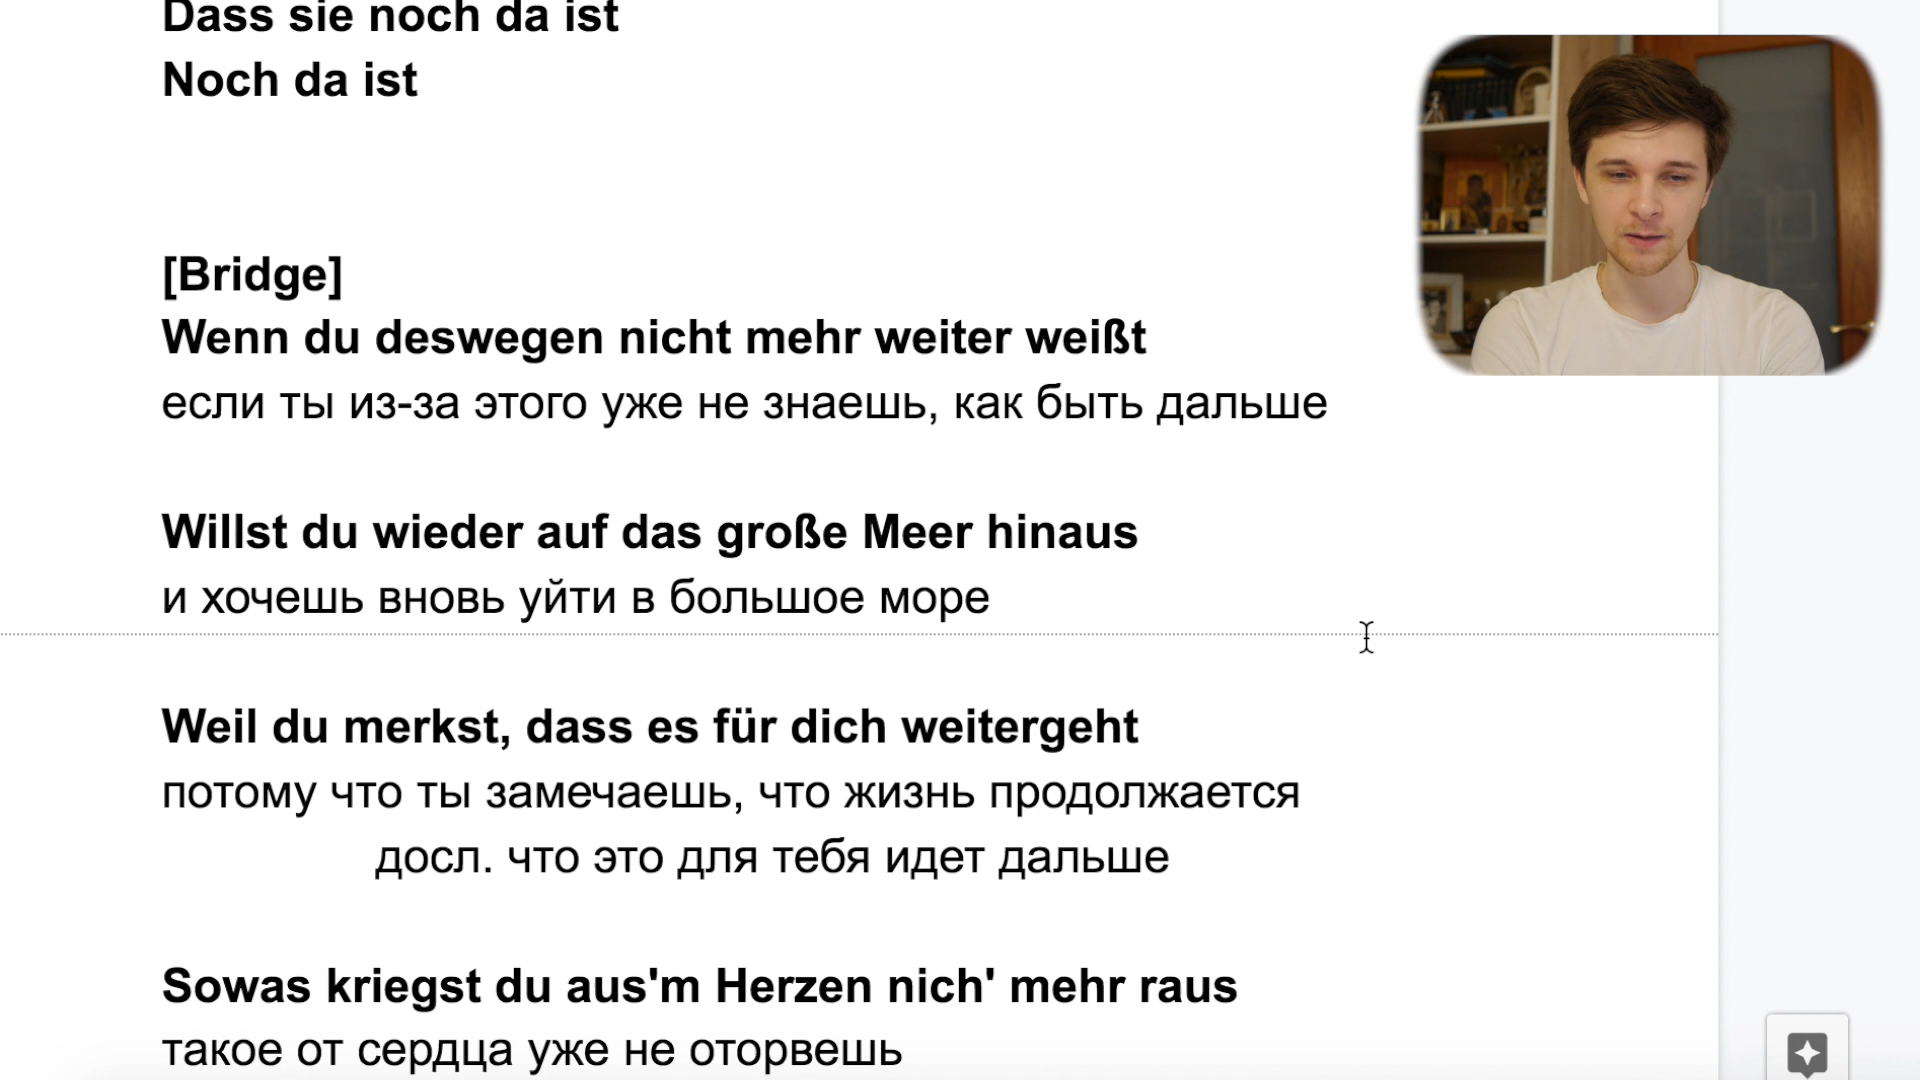 Dass sie noch da ist
Noch da ist
[Bridge]
Wenn du deswegen nicht mehr weiter weißt
если ты из-за этого уже не знаешь, как быть дальше
Willst du wieder auf das große Meer hinaus
и хочешь вновь уйти в большое море
Weil du merkst, dass es für dich weitergeht
потому что ты замечаешь, что жизнь продолжается
досл. что это для тебя идет дальше
Sowas kriegst du aus'm Herzen nich' mehr raus
такое от сердца уже не оторвешь